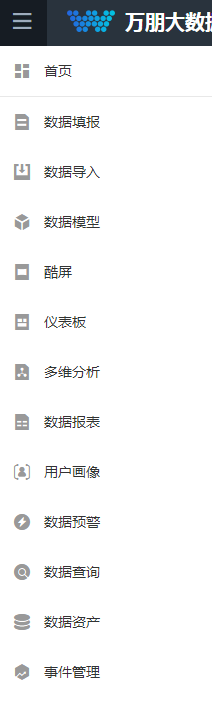 万朋大数据
首页
数据填报
数据导入
数据模型
酷屏
仪表板
多维分析
数据报表
用户画像
数据预警
数据查询
数据资产
事件管理